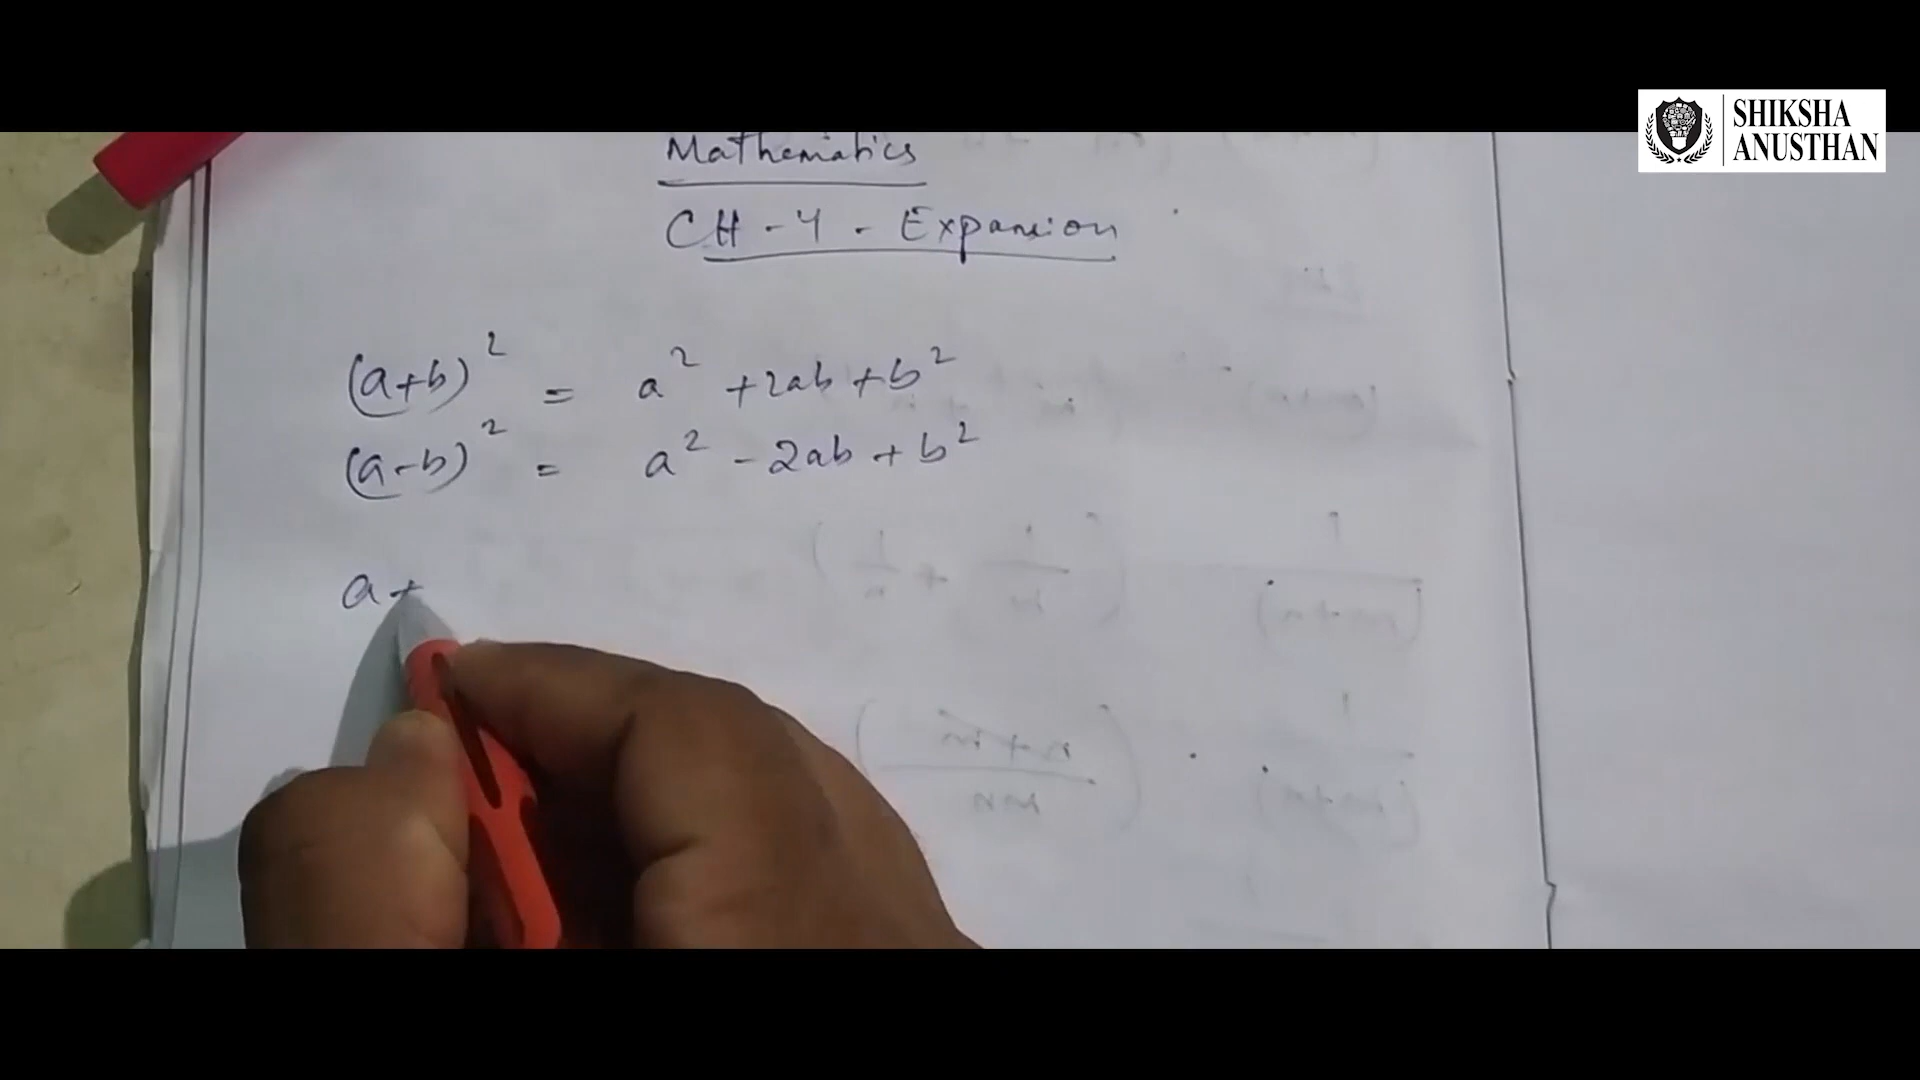 SHIKSHA
ANUSTHAN
Mathematics
CH - 4 - Expansion
(a+b)² = a² +2ab+b²
(a-b)² = a² - 2ab + b²
a+